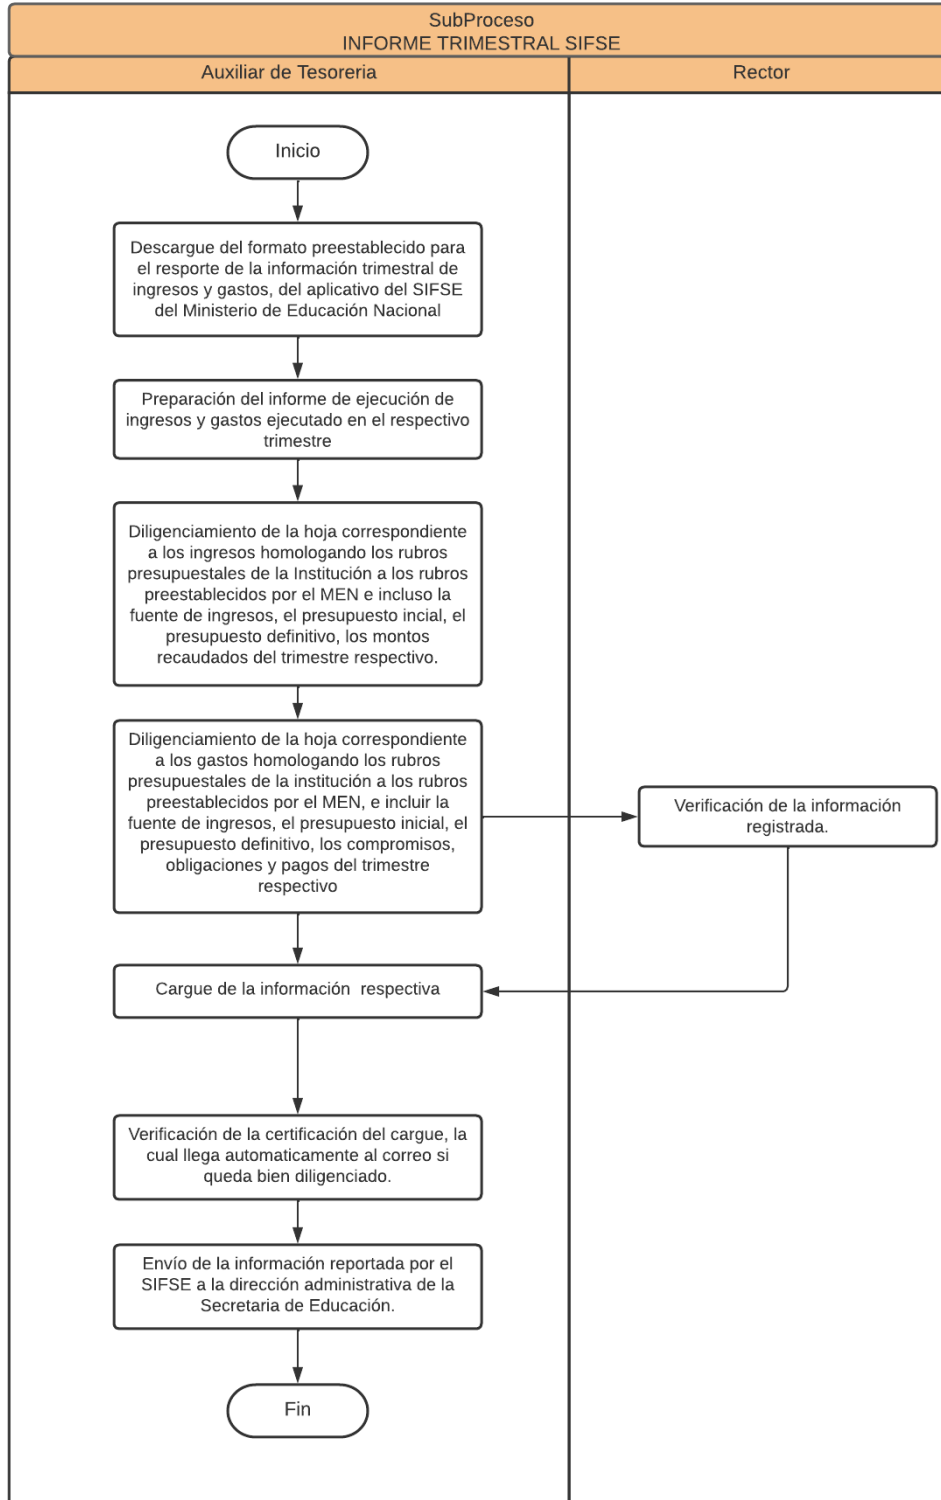 SubProceso
INFORME TRIMESTRAL SIFSE
Auxiliar de Tesoreria
Rector
Inicio
Descargue del formato preestablecido para
el resporte de la información trimestral de
ingresos y gastos, del aplicativo del SIFSE
del Ministerio de Educación Nacional
Preparación del informe de ejecución de
ingresos y gastos ejecutado en el respectivo
trimestre
Diligenciamiento de la hoja correspondiente
a los ingresos homologando los rubros
presupuestales de la Institución a los rubros
preestablecidos por el MEN e incluso la
fuente de ingresos, el presupuesto incial, el
presupuesto definitivo, los montos
recaudados del trimestre respectivo.
Diligenciamiento de la hoja correspondiente
a los gastos homologando los rubros
presupuestales de la institución a los rubros
preestablecidos por el MEN, e incluir la
fuente de ingresos, el presupuesto inicial, el
presupuesto definitivo, los compromisos,
obligaciones y pagos del trimestre
respectivo
Verificación de la información
registrada.
Cargue de la información  respectiva
Verificación de la certificación del cargue, la
cual llega automaticamente al correo si
queda bien diligenciado.
Envío de la información reportada por el
SIFSE a la dirección administrativa de la
Secretaria de Educación.
Fin